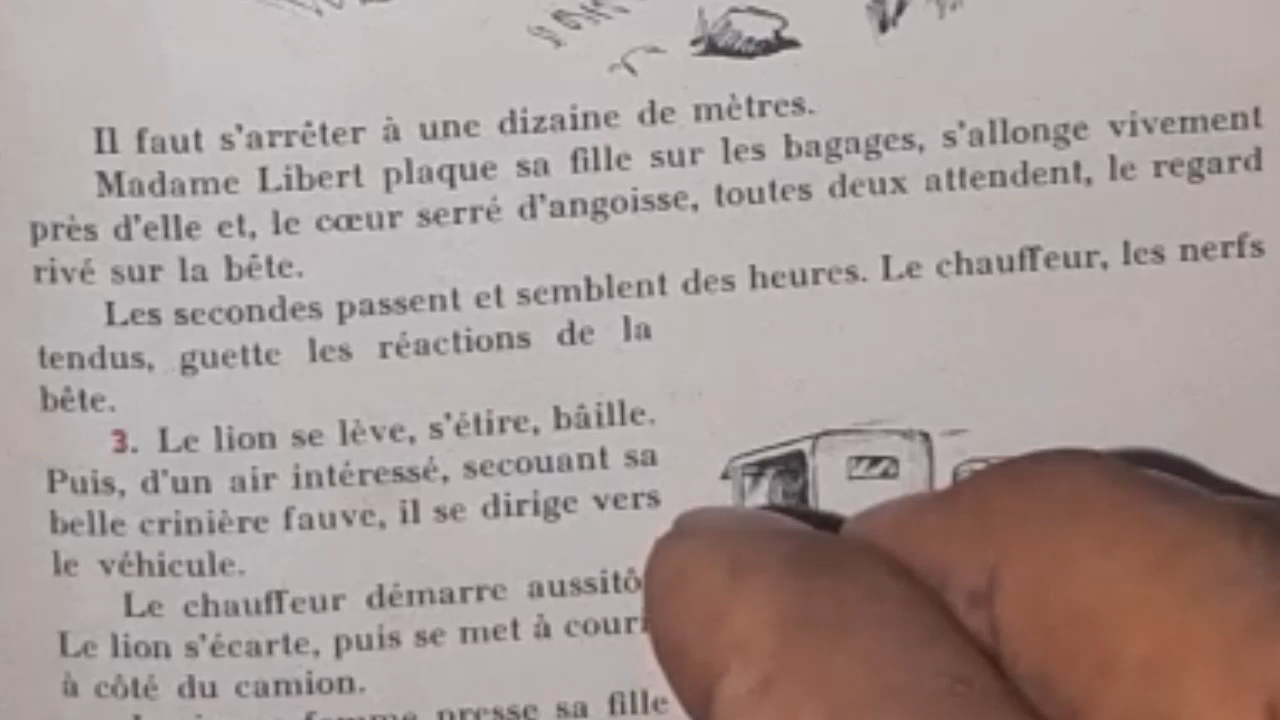 Il faut s'arrêter à une dizaine de mètres.
Madame Libert plaque sa fille sur les bagages, s'allonge vivement
près d'elle et, le cœur serré d'angoisse, toutes deux attendent, le regard
rivé sur la bête.
Les secondes passent et semblent des heures. Le chauffeur, les nerfs
tendus, guette les réactions de la
bête.
3. Le lion se lève, s'étire, bâille.
Puis, d'un air intéressé, secouant sa
belle crinière fauve, il se dirige vers
le véhicule.
Le chauffeur démarre
Le lion s'écarte, puis se met à
à côté du camion.
presse sa fille